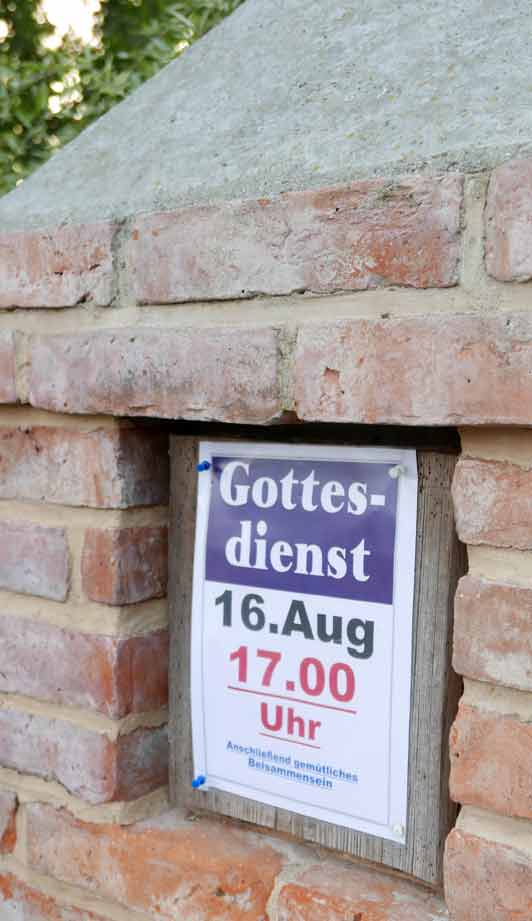 Gottes-
dienst
16.Aug
17.00
Uhr
Anschließend gemütliches
Beisammensein